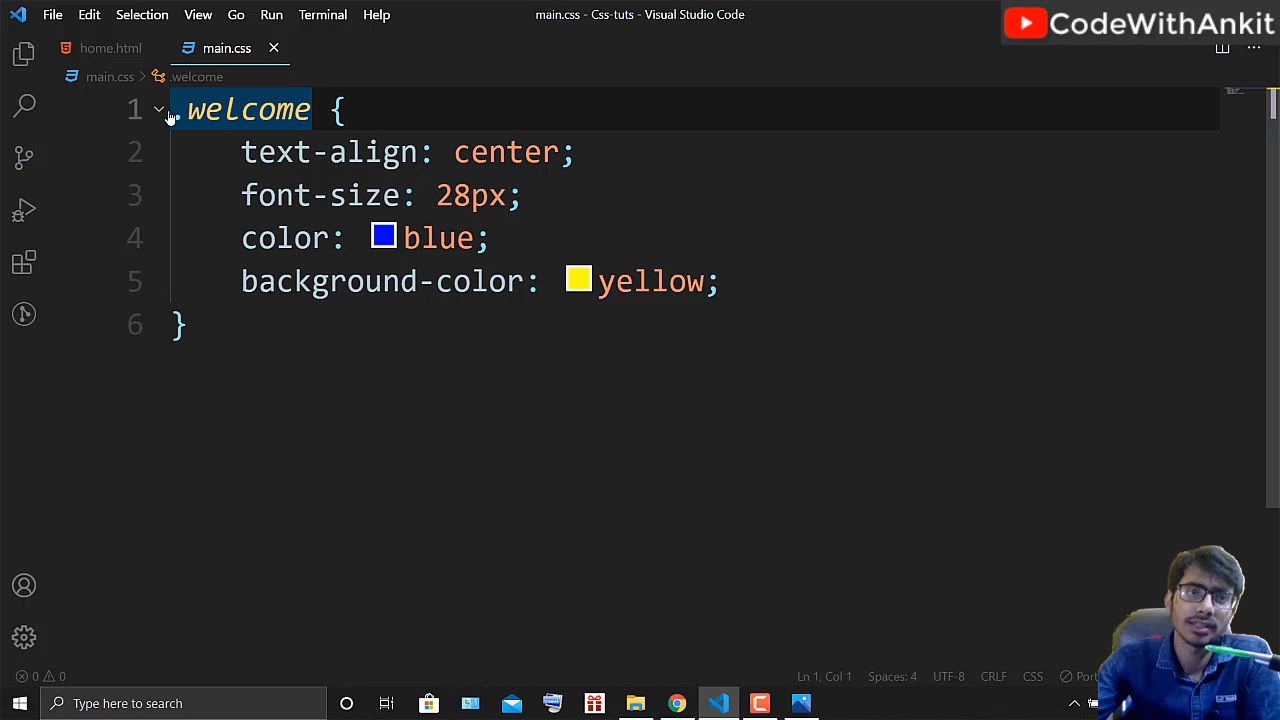 File Edit Selection View Go Run Terminal Help
main.css - Css-tuts - Visual Studio Code
CodeWithAnkit
home.html
main.css
main.css > .welcome
1 .welcome {
2 text-align: center;
3 font-size: 28px;
4 color: blue;
5 background-color: yellow;
6 }
0 0
Ln 1, Col 1 Spaces: 4 UTF-8 CRLF CSS
Type here to search